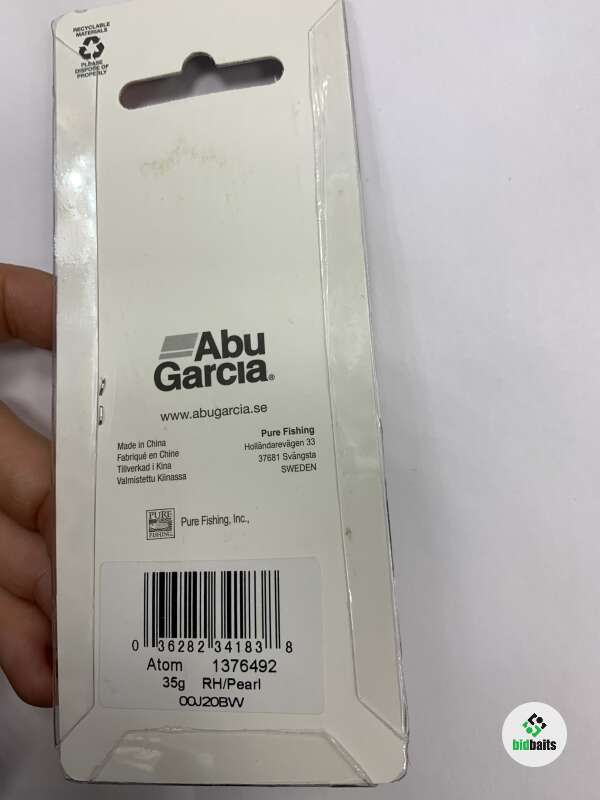 RECYCLABLE
MATERIALS
PLEASE
DISPOSE OF
PROPERLY
Abu
Garcia®
www.abugarcia.se
Made in China
Fabriqué en Chine
Tillverkad i Kina
Valmistettu Kiinassa
Pure Fishing
Holländarevägen 33
37681 Svängsta
SWEDEN
PURE
FISHING
Pure Fishing, Inc.,
0 36282 34183 8
Atom 1376492
35g RH/Pearl
00J20BW
bidbaits